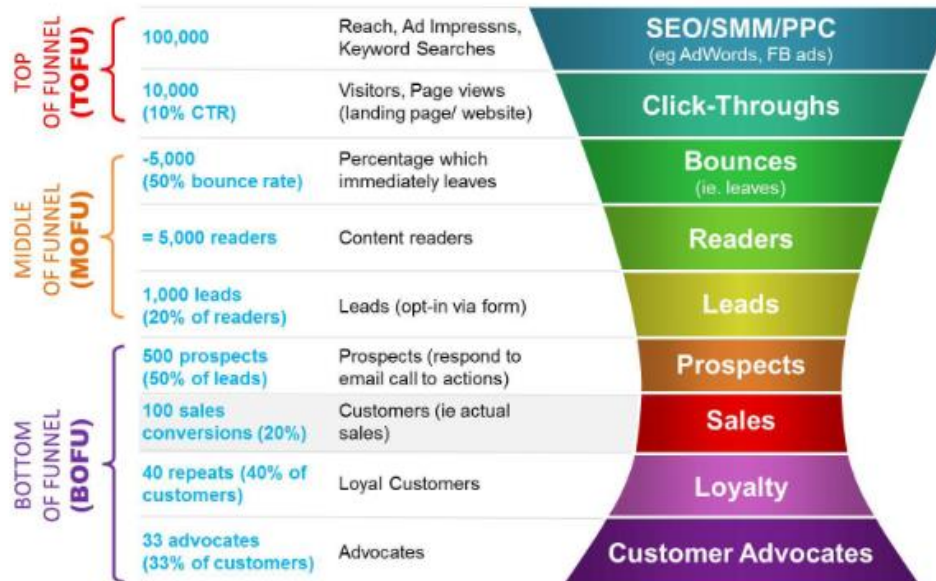 TOP
OF FUNNEL
(TOFU)
100,000
Reach, Ad Impressns,
Keyword Searches
SEO/SMM/PPC
(eg AdWords, FB ads)
10,000
(10% CTR)
Visitors, Page views
(landing page/ website)
Click-Throughs
MIDDLE
OF FUNNEL
(MOFU)
-5,000
(50% bounce rate)
Percentage which
immediately leaves
Bounces
(ie. leaves)
= 5,000 readers
Content readers
Readers
1,000 leads
(20% of readers)
Leads (opt-in via form)
Leads
BOTTOM
OF FUNNEL
(BOFU)
500 prospects
(50% of leads)
Prospects (respond to
email call to actions)
Prospects
100 sales
conversions (20%)
Customers (ie actual
sales)
Sales
40 repeats (40% of
customers)
Loyal Customers
Loyalty
33 advocates
(33% of customers)
Advocates
Customer Advocates